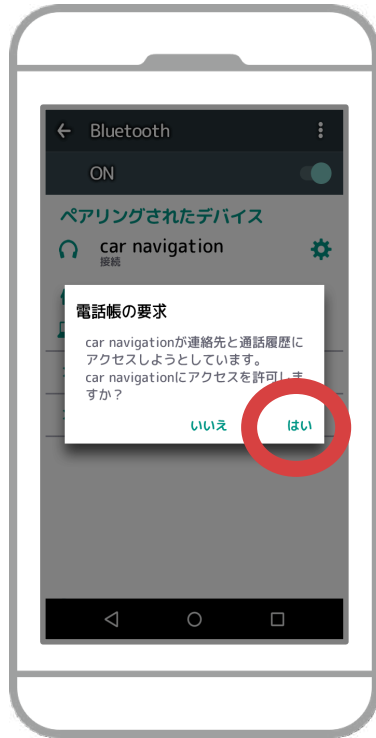 Bluetooth
ON
ペアリングされたデバイス
car navigation
接続
電話帳の要求
car navigationが連絡先と通話履歴に
アクセスしようとしています。
car navigationにアクセスを許可しま
すか？
いいえ
はい